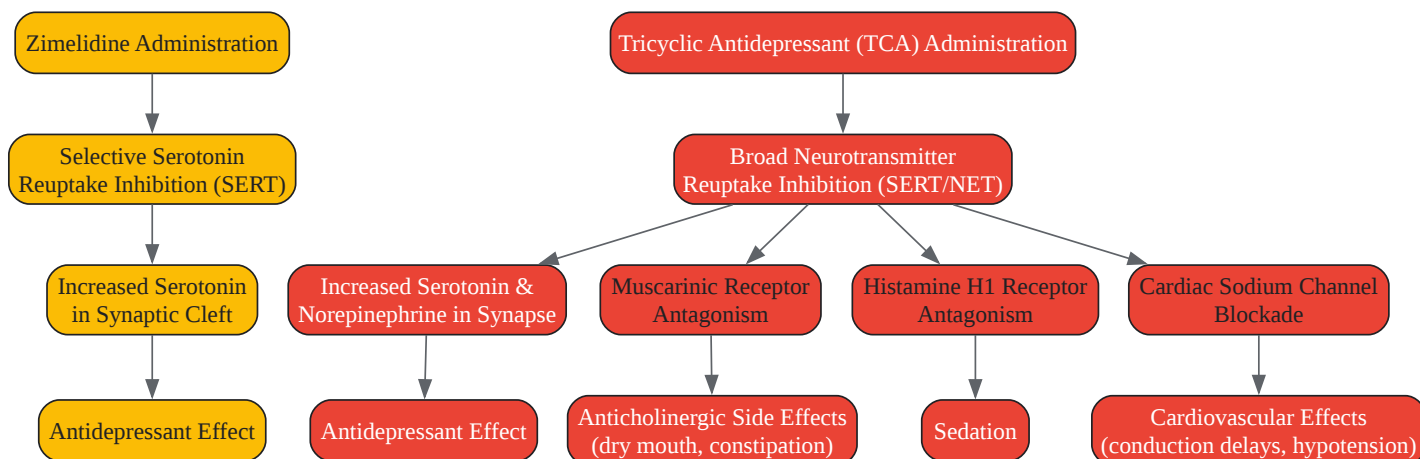 Zimelidine Administration
Tricyclic Antidepressant (TCA) Administration
Selective Serotonin
Reuptake Inhibition (SERT)
Broad Neurotransmitter
Reuptake Inhibition (SERT/NET)
Increased Serotonin
in Synaptic Cleft
Increased Serotonin &
Norepinephrine in Synapse
Muscarinic Receptor
Antagonism
Histamine H1 Receptor
Antagonism
Cardiac Sodium Channel
Blockade
Antidepressant Effect
Antidepressant Effect
Anticholinergic Side Effects
(dry mouth, constipation)
Sedation
Cardiovascular Effects
(conduction delays, hypotension)